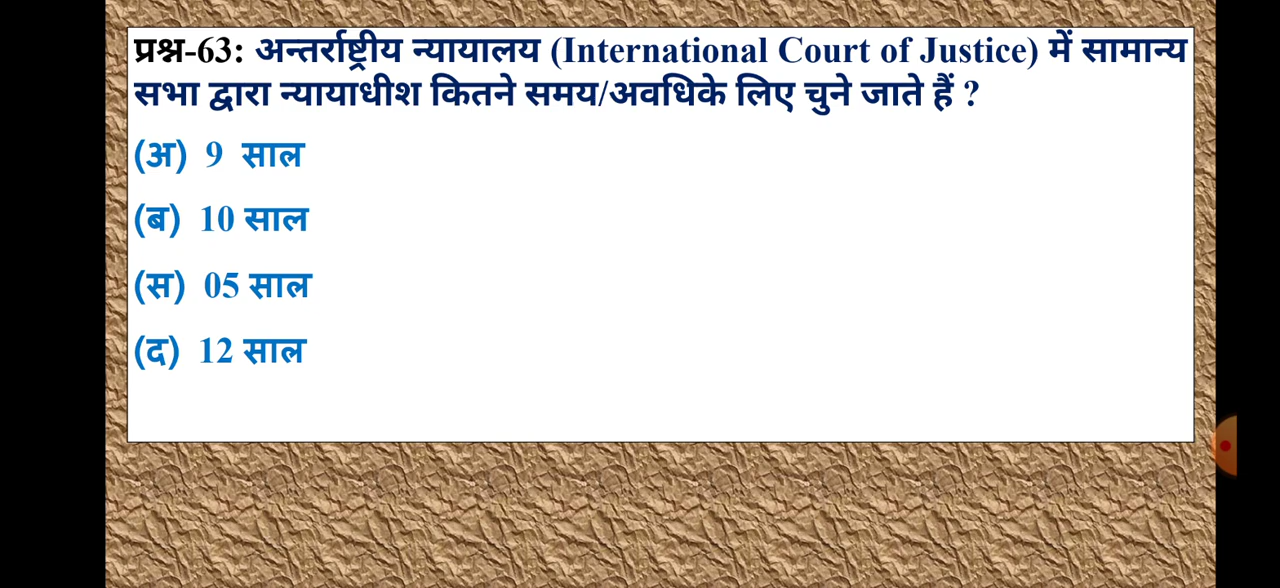 प्रश्न-63: अन्तर्राष्ट्रीय न्यायालय (International Court of Justice) में सामान्य
सभा द्वारा न्यायाधीश कितने समय/अवधिके लिए चुने जाते हैं ?
(अ) 9 साल
(ब) 10 साल
(स) 05 साल
(द) 12 साल